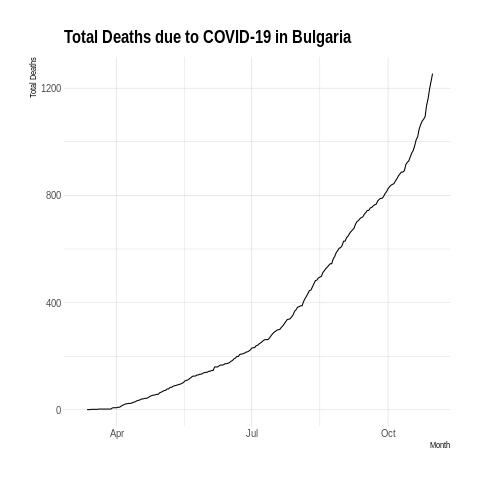 Total Deaths due to COVID-19 in Bulgaria
Total Deaths
1200
800
400
0
Apr Jul Oct
Month